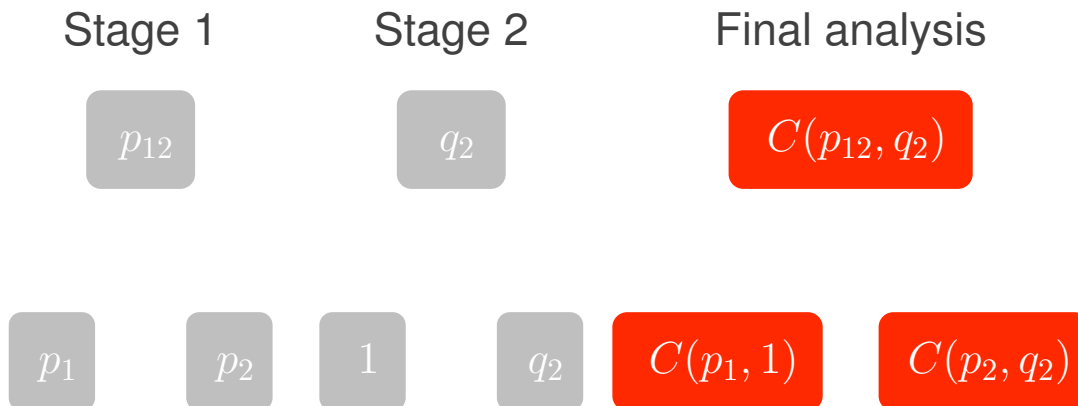 Stage 1 Stage 2 Final analysis
p₁₂ q₂ C(p₁₂, q₂)
p₁ p₂ 1 q₂ C(p₁, 1) C(p₂, q₂)